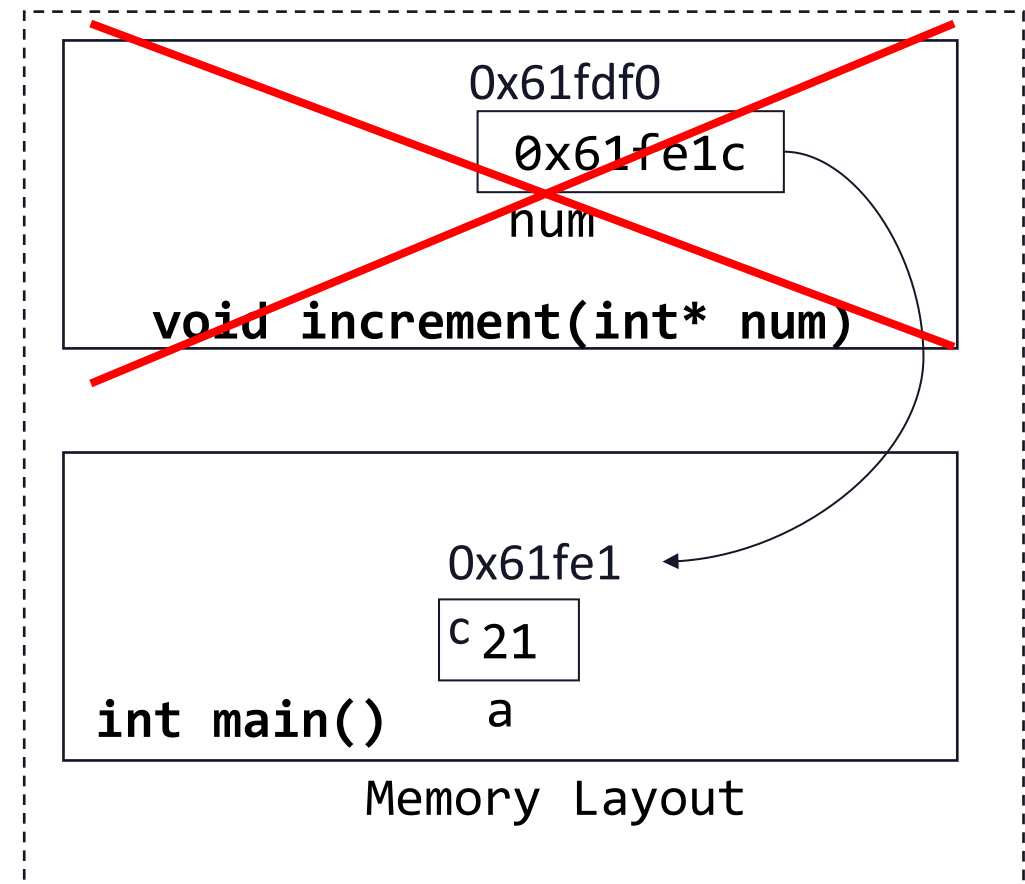 0x61fdf0
0x61fe1c
num
void increment(int* num)
0x61fe1
c
21
int main()
a
Memory Layout